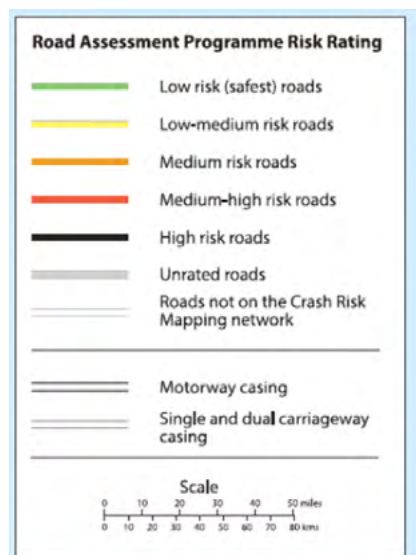 Road Assessment Programme Risk Rating
Low risk (safest) roads
Low-medium risk roads
Medium risk roads
Medium-high risk roads
High risk roads
Unrated roads
Roads not on the Crash Risk
Mapping network
Motorway casing
Single and dual carriageway
casing
Scale
0 10 20 30 40 50 miles
0 10 20 30 40 50 60 70 80 kms